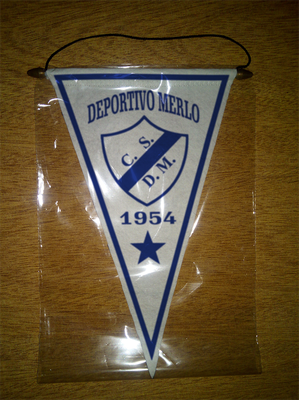 DEPORTIVO MERLO
C. S.
D. M.
1954